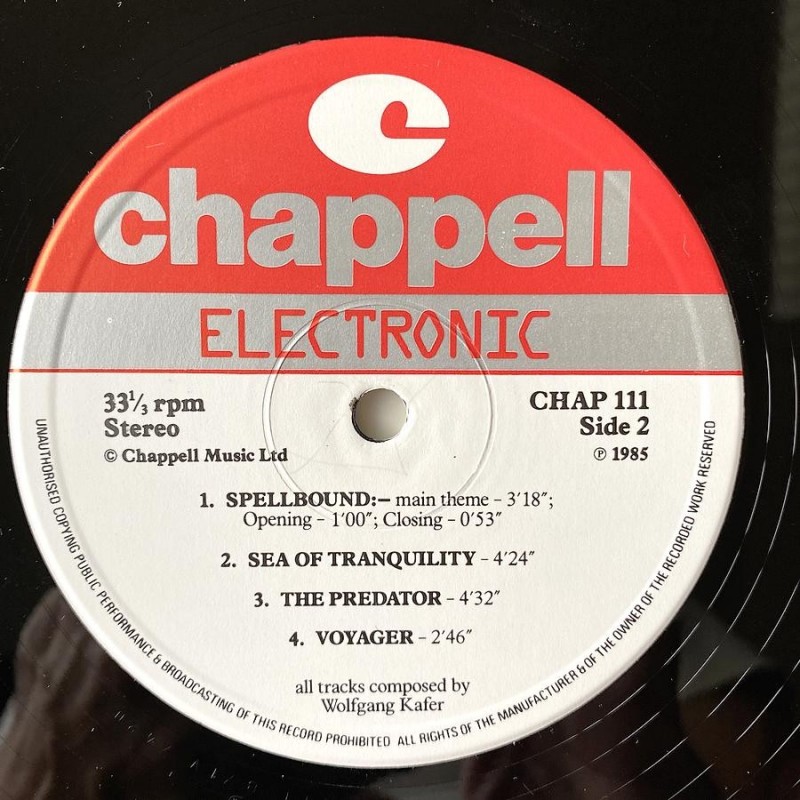 chappell
ELECTRONIC
33⅓ rpm
Stereo
© Chappell Music Ltd
CHAP 111
Side 2
℗ 1985
1. SPELLBOUND:– main theme – 3′18″;
Opening – 1′00″; Closing – 0′53″
2. SEA OF TRANQUILITY – 4′24″
3. THE PREDATOR – 4′32″
4. VOYAGER – 2′46″
all tracks composed by
Wolfgang Kafer
UNAUTHORISED COPYING PUBLIC PERFORMANCE & BROADCASTING OF THIS RECORD PROHIBITED ALL RIGHTS OF THE MANUFACTURER & OF THE OWNER OF THE RECORDED WORK RESERVED